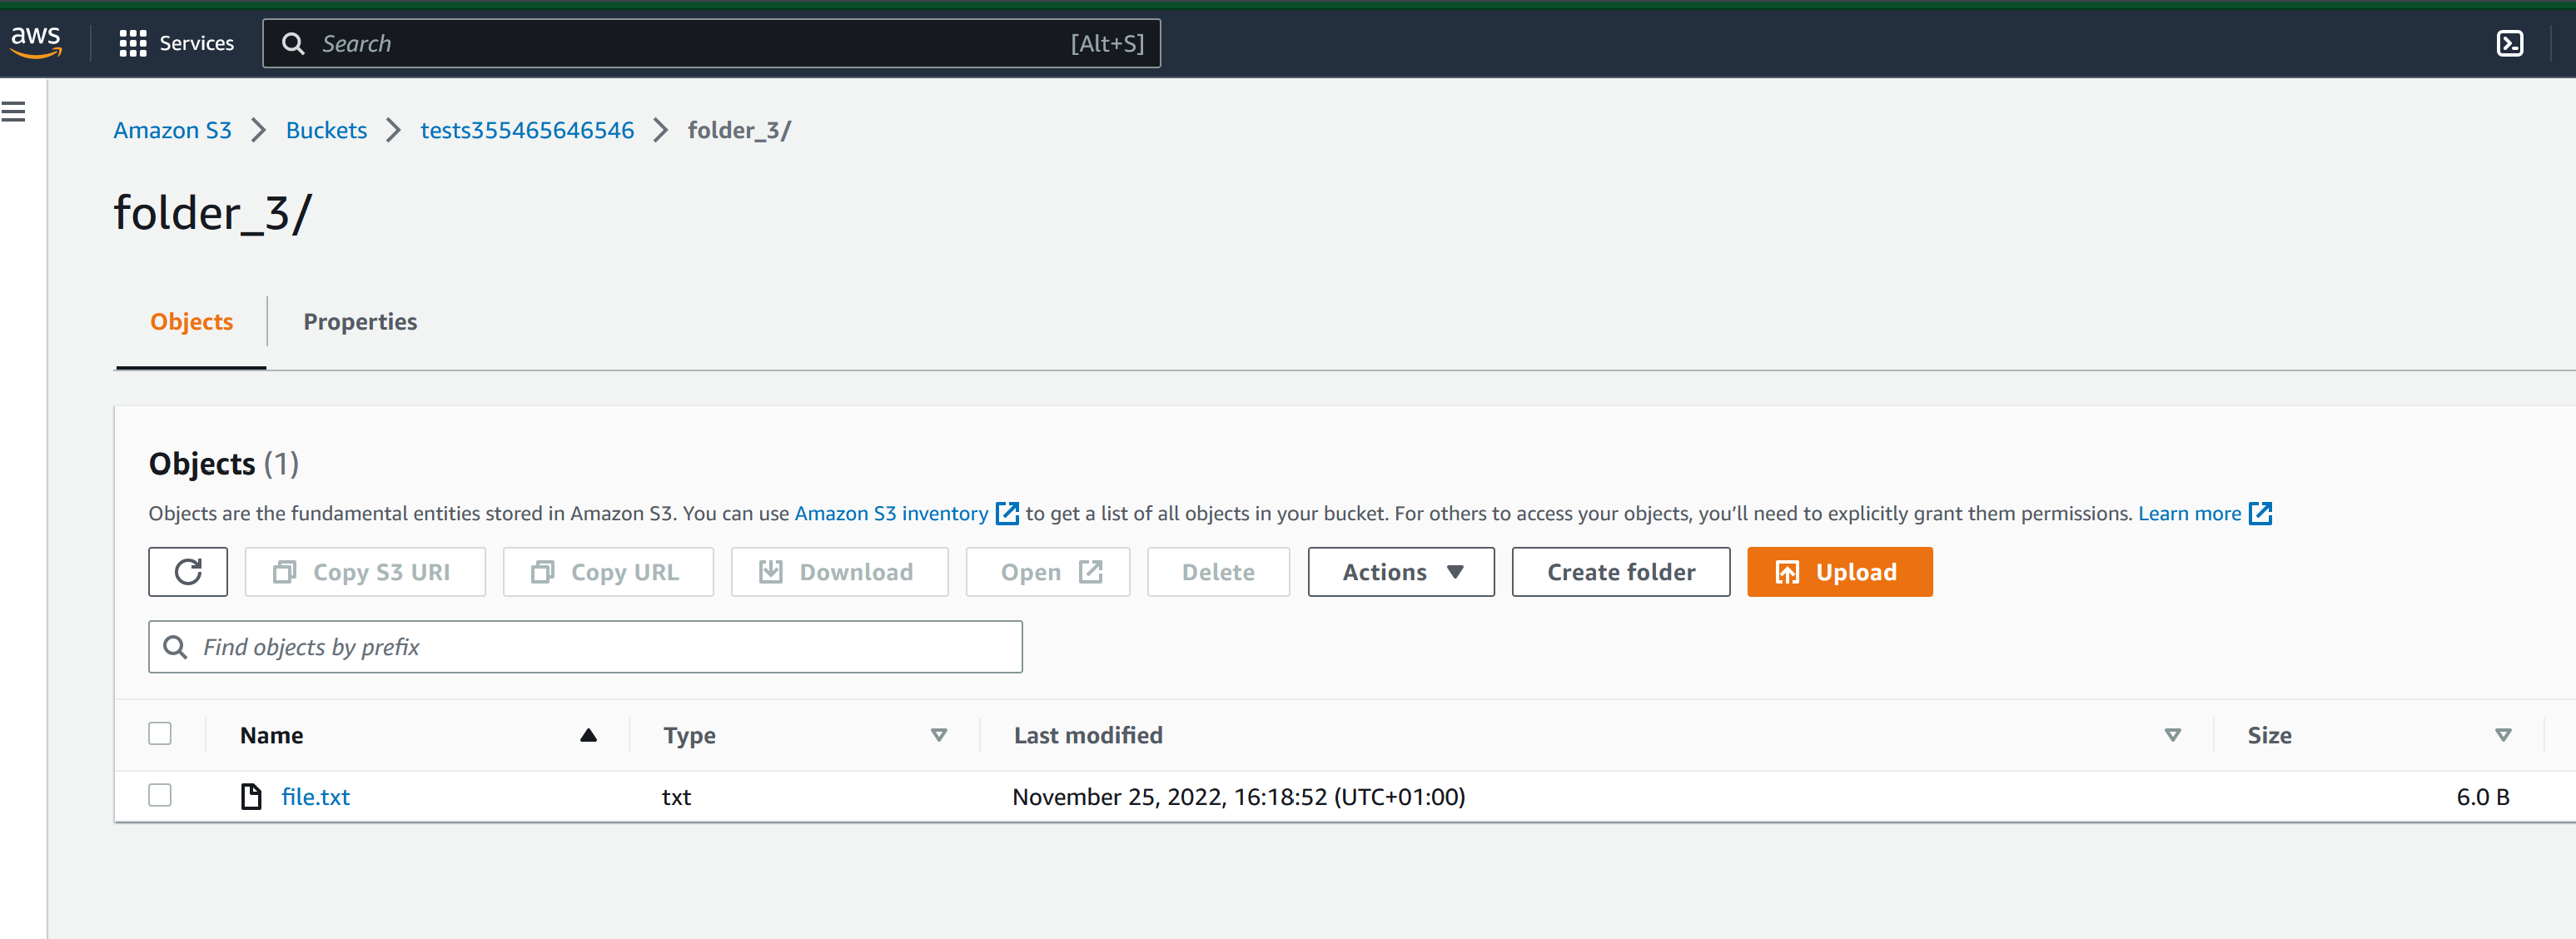 aws Services Search [Alt+S]
Amazon S3 Buckets tests355465646546 folder_3/
folder_3/
Objects Properties
Objects (1)
Objects are the fundamental entities stored in Amazon S3. You can use Amazon S3 inventory to get a list of all objects in your bucket. For others to access your objects, you’ll need to explicitly grant them permissions. Learn more
Copy S3 URI Copy URL Download Open Delete Actions Create folder Upload
Find objects by prefix
Name Type Last modified Size
file.txt txt November 25, 2022, 16:18:52 (UTC+01:00) 6.0 B